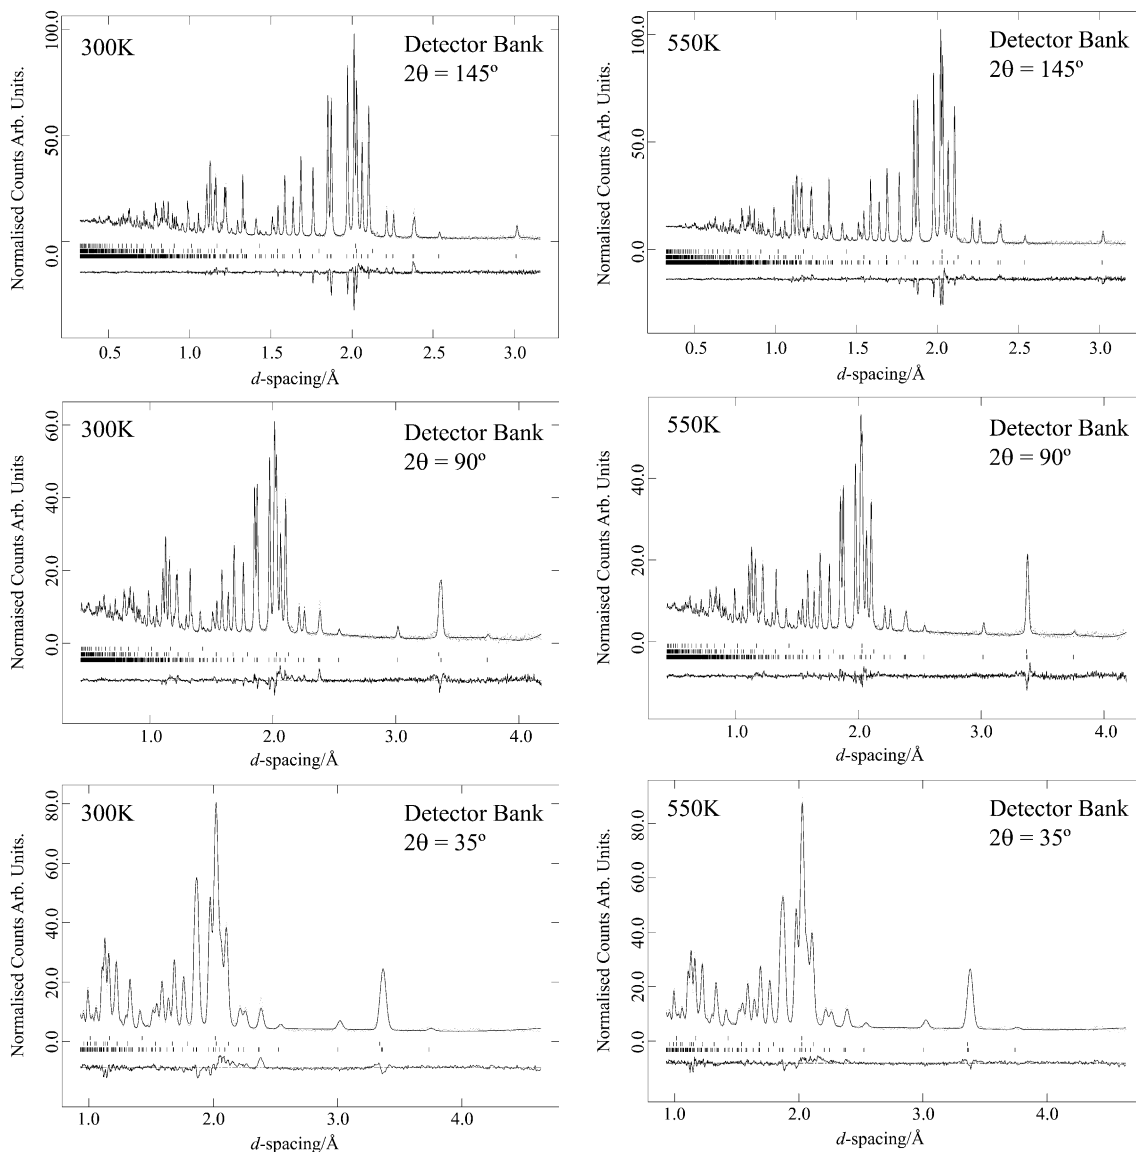 300K
Detector Bank
2θ = 145º
Normalised Counts Arb. Units.
100.0
50.0
0.0
0.5
1.0
1.5
2.0
2.5
3.0
d-spacing/Å
550K
Detector Bank
2θ = 145º
Normalised Counts Arb. Units.
100.0
50.0
0.0
0.5
1.0
1.5
2.0
2.5
3.0
d-spacing/Å
300K
Detector Bank
2θ = 90º
Normalised Counts Arb. Units
60.0
40.0
20.0
0.0
1.0
2.0
3.0
4.0
d-spacing/Å
550K
Detector Bank
2θ = 90º
Normaised Counts Arb. Units
40.0
20.0
0.0
1.0
2.0
3.0
4.0
d-spacing/Å
300K
Detector Bank
2θ = 35º
Normalised Counts Arb. Units.
80.0
60.0
40.0
20.0
0.0
1.0
2.0
3.0
4.0
d-spacing/Å
550K
Detector Bank
2θ = 35º
Normalised Counts Arb. Units.
80.0
60.0
40.0
20.0
0.0
1.0
2.0
3.0
4.0
d-spacing/Å